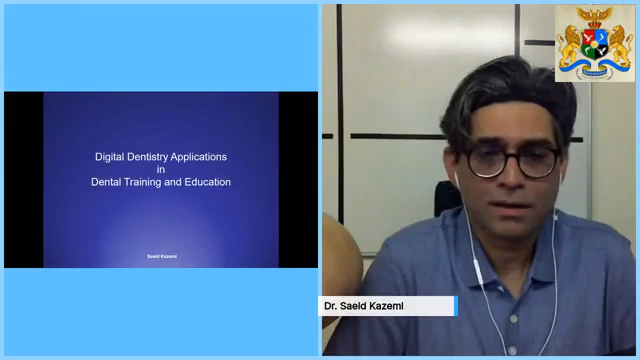 Digital Dentistry Applications
in
Dental Training and Education
Saeid Kazemi
Dr. Saeid Kazemi